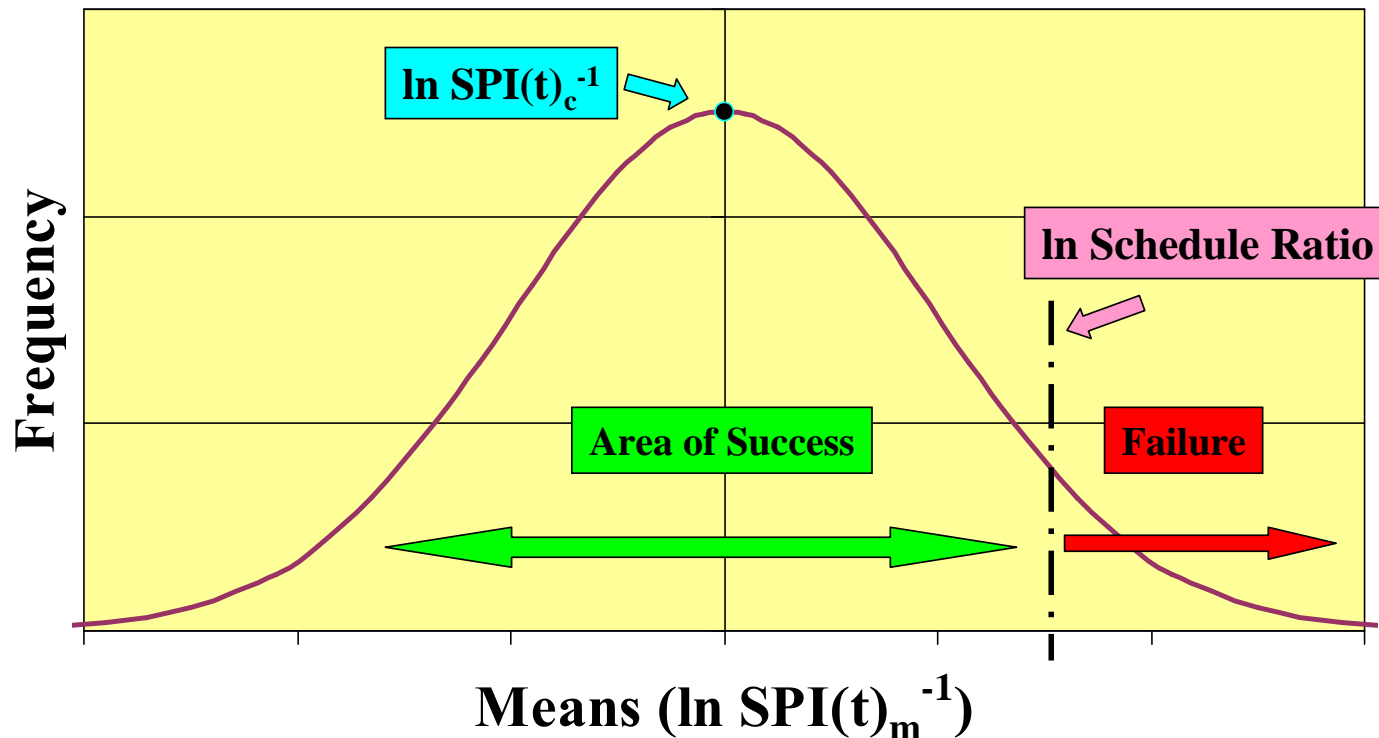 ln SPI(t)c-1
ln Schedule Ratio
Frequency
Area of Success
Failure
Means (ln SPI(t)m-1)